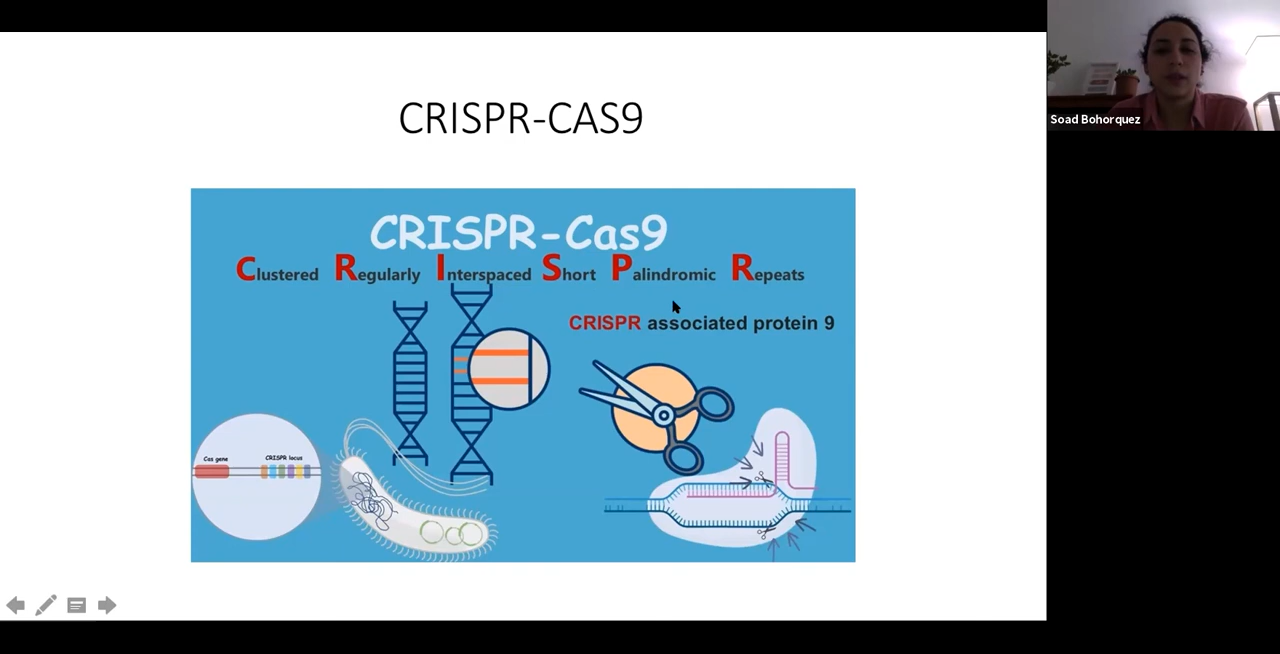 CRISPR-CAS9
CRISPR-Cas9
Clustered Regularly Interspaced Short Palindromic Repeats
CRISPR associated protein 9
Cas gene
CRISPR locus
Soad Bohorquez